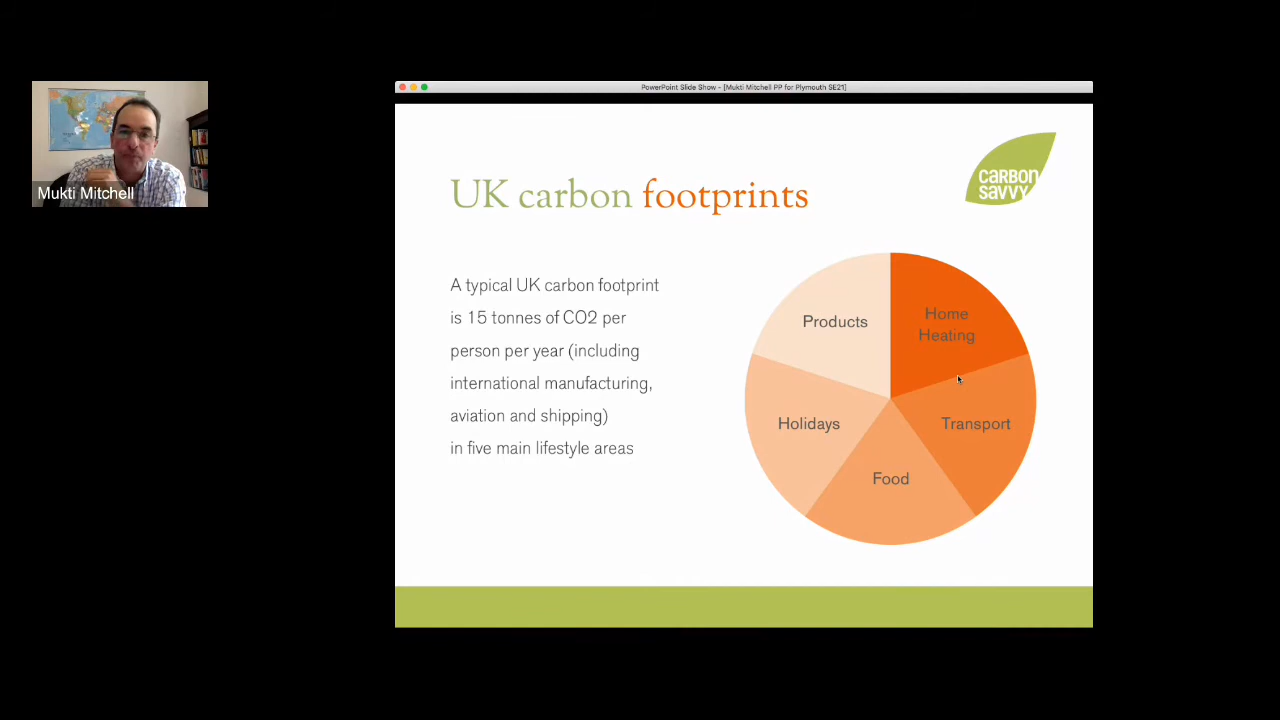 PowerPoint Slide Show - [Mukti Mitchell PP for Plymouth SE21]
Mukti Mitchell
CARBON
SAVVY
UK carbon footprints
A typical UK carbon footprint
is 15 tonnes of CO2 per
person per year (including
international manufacturing,
aviation and shipping)
in five main lifestyle areas
Products
Home
Heating
Holidays
Transport
Food